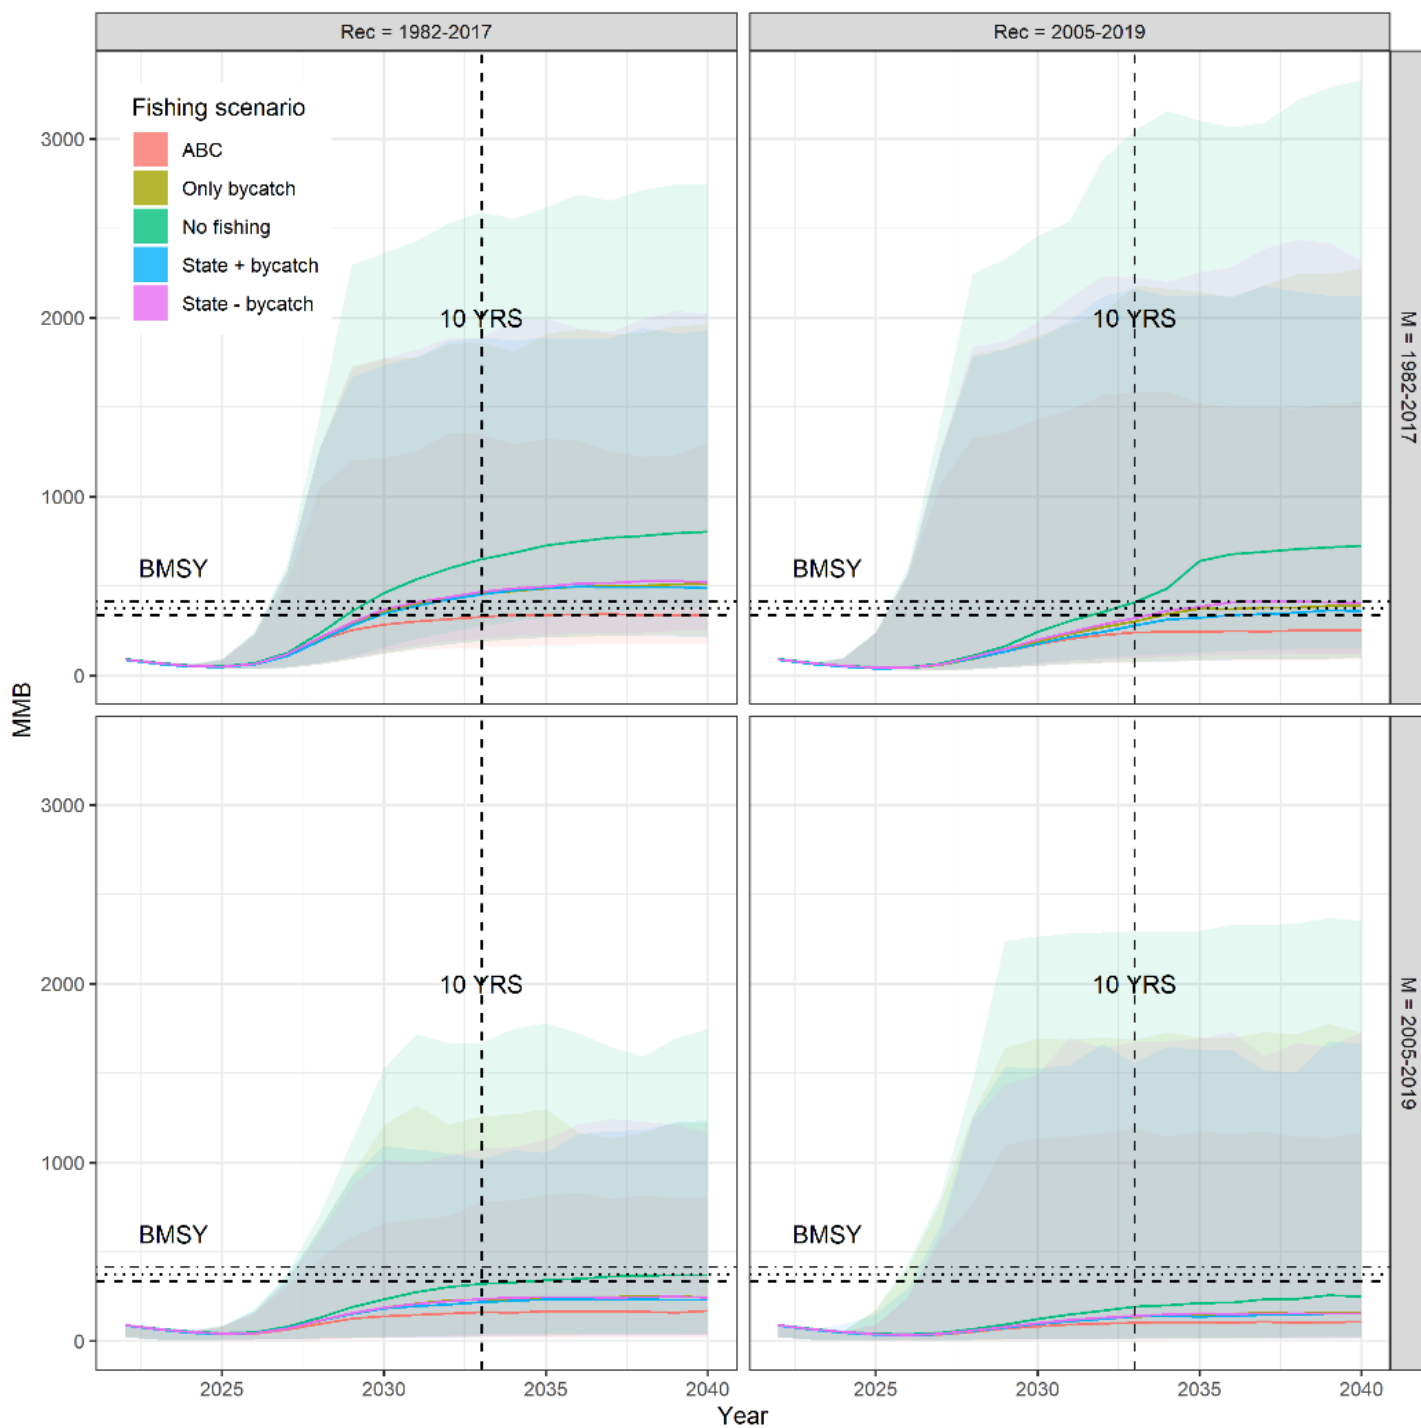 Rec = 1982-2017
Rec = 2005-2019
Fishing scenario
ABC
Only bycatch
No fishing
State + bycatch
State - bycatch
10 YRS
10 YRS
BMSY
BMSY
3000
2000
1000
0
M = 1982-2017
MMB
10 YRS
10 YRS
BMSY
BMSY
3000
2000
1000
0
M = 2005-2019
2025
2030
2035
2040
2025
2030
2035
2040
Year